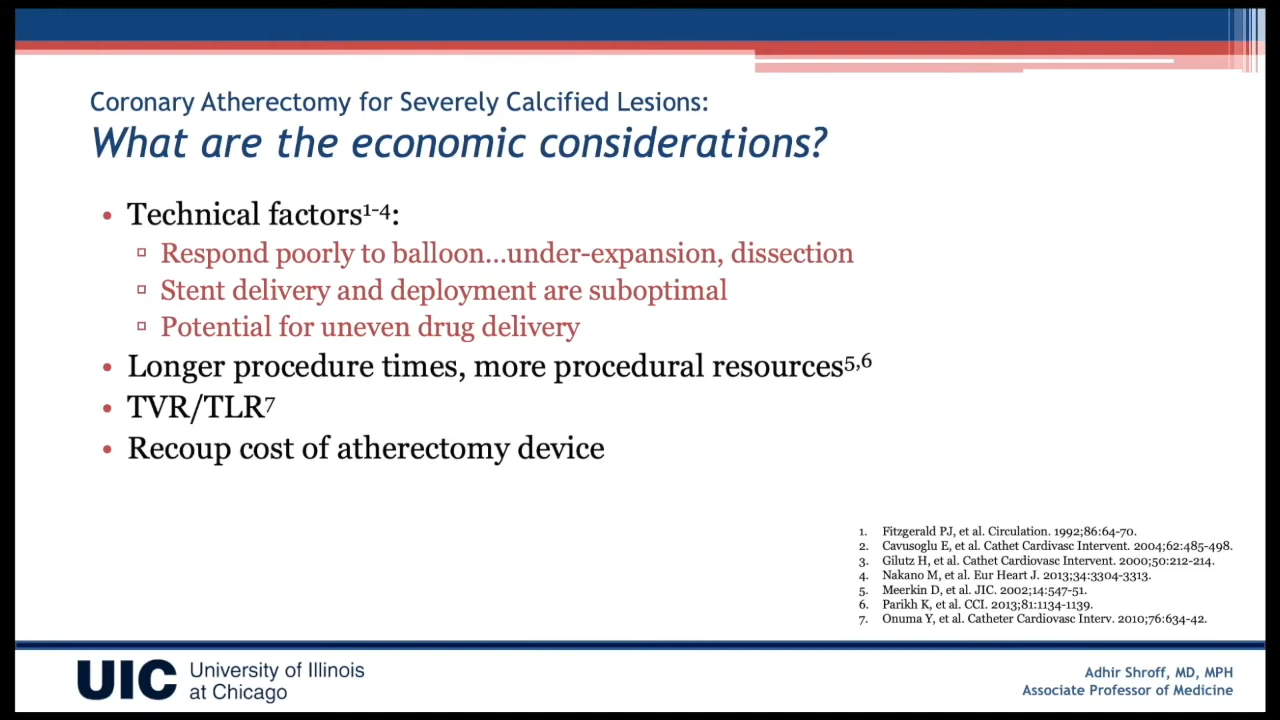 Coronary Atherectomy for Severely Calcified Lesions:
What are the economic considerations?
• Technical factors¹⁻⁴:
▫ Respond poorly to balloon...under-expansion, dissection
▫ Stent delivery and deployment are suboptimal
▫ Potential for uneven drug delivery
• Longer procedure times, more procedural resources⁵,⁶
• TVR/TLR⁷
• Recoup cost of atherectomy device
1. Fitzgerald PJ, et al. Circulation. 1992;86:64-70.
2. Cavusoglu E, et al. Cathet Cardivasc Intervent. 2004;62:485-498.
3. Gilutz H, et al. Cathet Cardiovasc Intervent. 2000;50:212-214.
4. Nakano M, et al. Eur Heart J. 2013;34:3304-3313.
5. Meerkin D, et al. JIC. 2002;14:547-51.
6. Parikh K, et al. CCI. 2013;81:1134-1139.
7. Onuma Y, et al. Catheter Cardiovasc Interv. 2010;76:634-42.
UIC University of Illinois
at Chicago
Adhir Shroff, MD, MPH
Associate Professor of Medicine